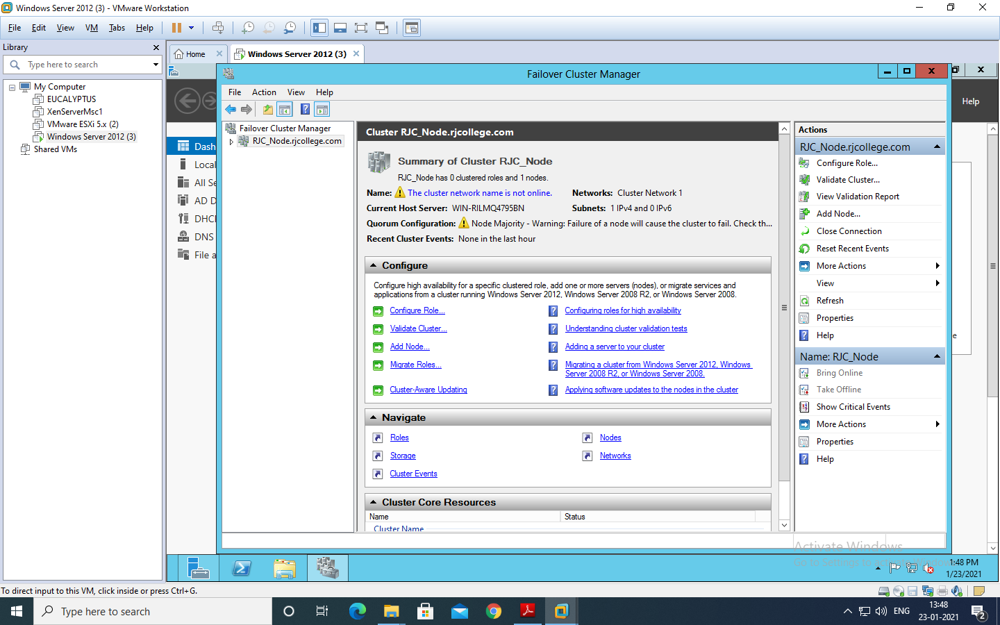 Windows Server 2012 (3) - VMware Workstation
File Edit View VM Tabs Help
Library
Type here to search
My Computer
EUCALYPTUS
XenServerMsc1
VMware ESXi 5.x (2)
Windows Server 2012 (3)
Shared VMs
Home
Windows Server 2012 (3)
Failover Cluster Manager
Help
Dash
Local
All Se
AD D
DHC
DNS
File a
File Action View Help
Failover Cluster Manager
RJC_Node.rjcollege.com
Cluster RJC_Node.rjcollege.com
Summary of Cluster RJC_Node
RJC_Node has 0 clustered roles and 1 nodes.
Name: The cluster network name is not online.
Networks: Cluster Network 1
Current Host Server: WIN-RILMQ4795BN
Subnets: 1 IPv4 and 0 IPv6
Quorum Configuration: Node Majority - Warning: Failure of a node will cause the cluster to fail. Check th...
Recent Cluster Events: None in the last hour
Configure
Configure high availability for a specific clustered role, add one or more servers (nodes), or migrate services and
applications from a cluster running Windows Server 2012, Windows Server 2008 R2, or Windows Server 2008.
Configure Role...
Configuring roles for high availability
Validate Cluster...
Understanding cluster validation tests
Add Node...
Adding a server to your cluster
Migrate Roles...
Migrating a cluster from Windows Server 2012, Windows
Server 2008 R2, or Windows Server 2008.
Cluster-Aware Updating
Applying software updates to the nodes in the cluster
Navigate
Roles
Nodes
Storage
Networks
Cluster Events
Cluster Core Resources
Name
Status
Cluster Name
Actions
RJC_Node.rjcollege.com
Configure Role...
Validate Cluster...
View Validation Report
Add Node...
Close Connection
Reset Recent Events
More Actions
View
Refresh
Properties
Help
Name: RJC_Node
Bring Online
Take Offline
Show Critical Events
More Actions
Properties
Help
e
Activate Windows
Go to Settings to activate Windows.
1:48 PM
1/23/2021
To direct input to this VM, click inside or press Ctrl+G.
Type here to search
ENG
13:48
23-01-2021
2